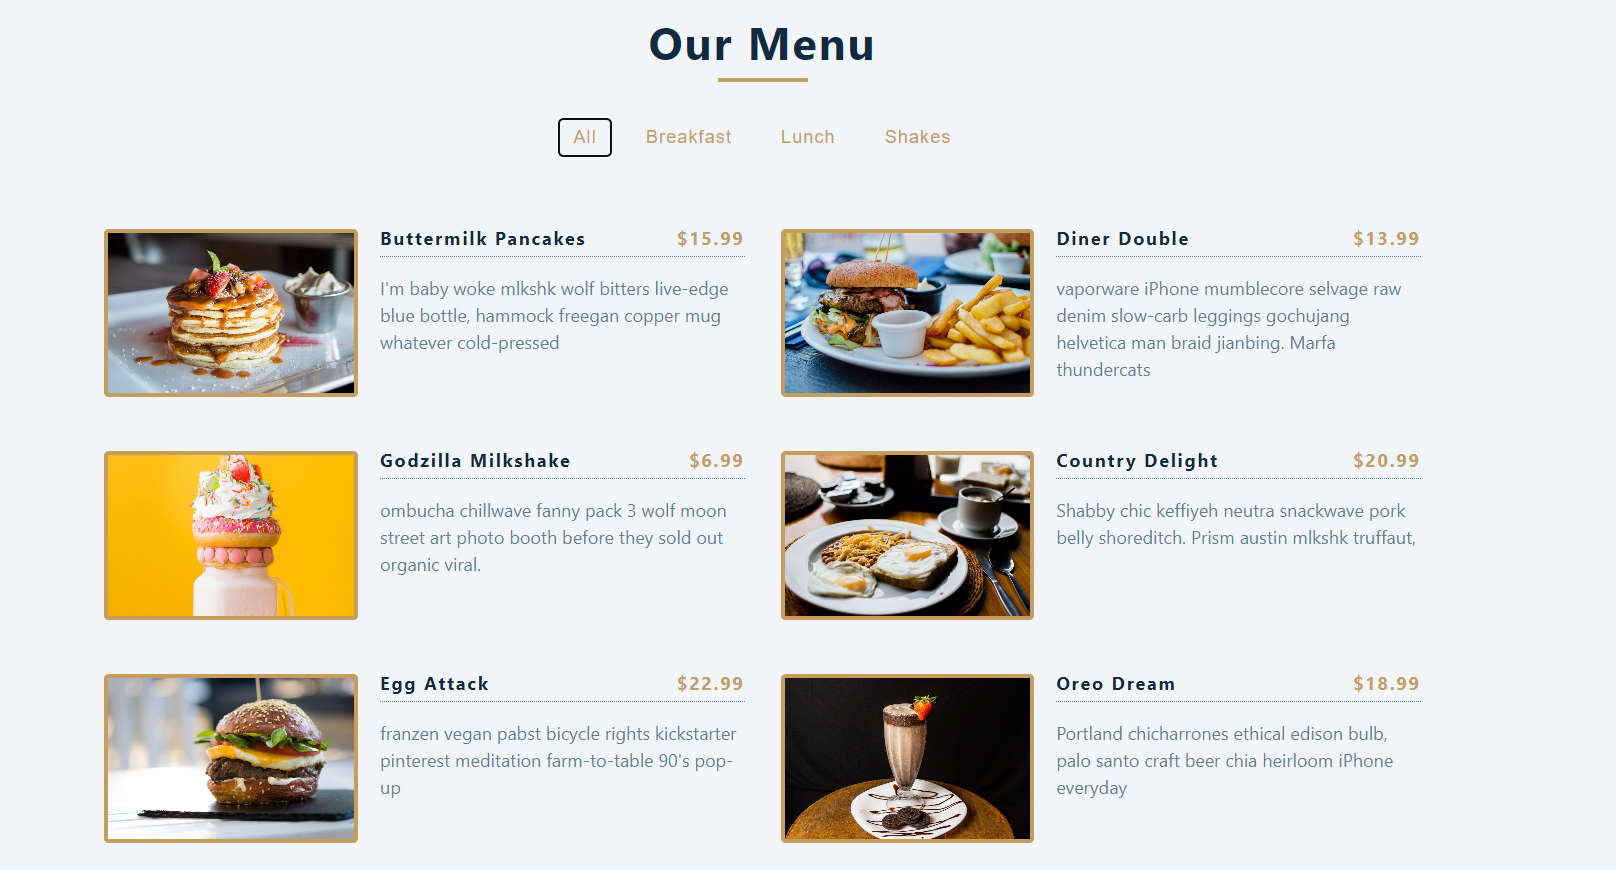 Our Menu
All
Breakfast
Lunch
Shakes
Buttermilk Pancakes
$15.99
I'm baby woke mlkshk wolf bitters live-edge
blue bottle, hammock freegan copper mug
whatever cold-pressed
Diner Double
$13.99
vaporware iPhone mumblecore selvage raw
denim slow-carb leggings gochujang
helvetica man braid jianbing. Marfa
thundercats
Godzilla Milkshake
$6.99
ombucha chillwave fanny pack 3 wolf moon
street art photo booth before they sold out
organic viral.
Country Delight
$20.99
Shabby chic keffiyeh neutra snackwave pork
belly shoreditch. Prism austin mlkshk truffaut,
Egg Attack
$22.99
franzen vegan pabst bicycle rights kickstarter
pinterest meditation farm-to-table 90's pop-
up
Oreo Dream
$18.99
Portland chicharrones ethical edison bulb,
palo santo craft beer chia heirloom iPhone
everyday